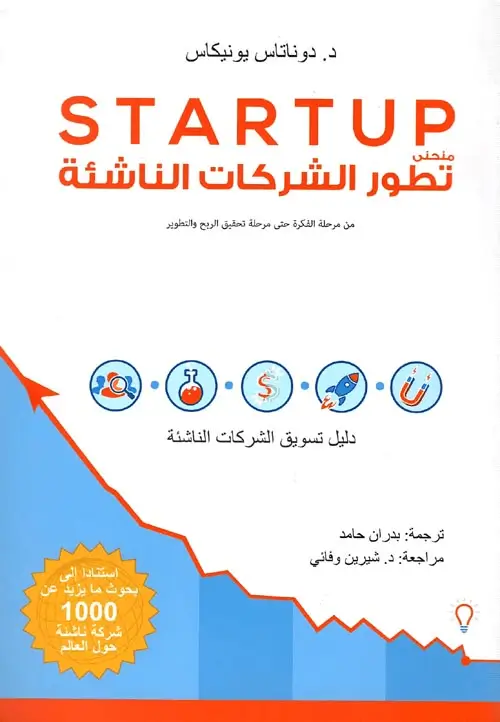 د. دوناتاس يونيكاس
STARTUP
منحنى
تطور الشركات الناشئة
من مرحلة الفكرة حتى مرحلة تحقيق الربح والتطوير
$
دليل تسويق الشركات الناشئة
ترجمة: بدران حامد
مراجعة: د. شيرين وفائي
استنادا إلى
بحوث ما يزيد عن
1000
شركة ناشئة
حول العالم